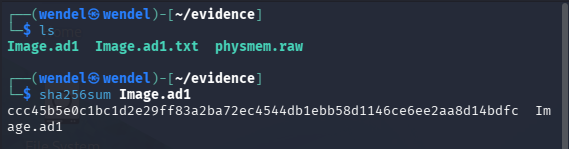 ┌──(wendel㉿wendel)-[~/evidence]
└─$ ls
Image.ad1  Image.ad1.txt  physmem.raw

┌──(wendel㉿wendel)-[~/evidence]
└─$ sha256sum Image.ad1
ccc45b5e0c1bc1d2e29ff83a2ba72ec4544db1ebb58d1146ce6ee2aa8d14bdfc  Im
age.ad1